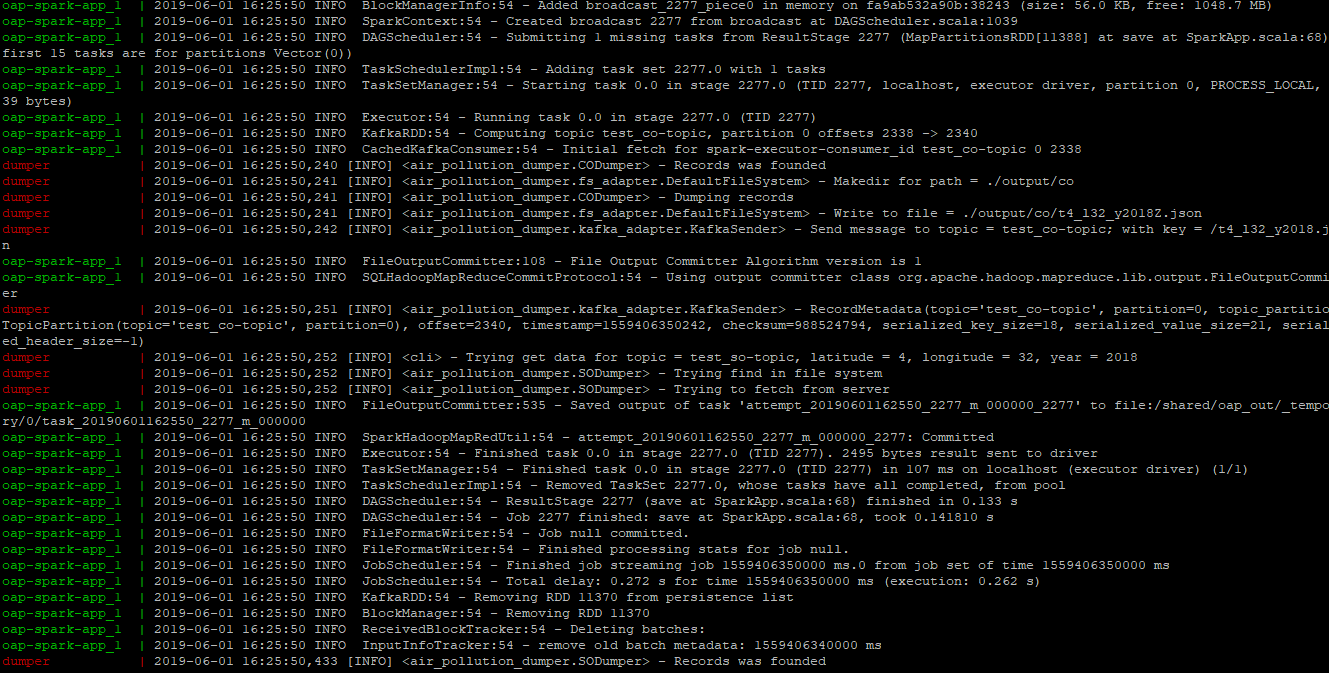 oap-spark-app_1  | 2019-06-01 16:25:50 INFO  BlockManagerInfo:54 - Added broadcast_2277_piece0 in memory on fa9ab532a90b:38243 (size: 56.0 KB, free: 1048.7 MB)
oap-spark-app_1  | 2019-06-01 16:25:50 INFO  SparkContext:54 - Created broadcast 2277 from broadcast at DAGScheduler.scala:1039
oap-spark-app_1  | 2019-06-01 16:25:50 INFO  DAGScheduler:54 - Submitting 1 missing tasks from ResultStage 2277 (MapPartitionsRDD[11388] at save at SparkApp.scala:68)
first 15 tasks are for partitions Vector(0))
oap-spark-app_1  | 2019-06-01 16:25:50 INFO  TaskSchedulerImpl:54 - Adding task set 2277.0 with 1 tasks
oap-spark-app_1  | 2019-06-01 16:25:50 INFO  TaskSetManager:54 - Starting task 0.0 in stage 2277.0 (TID 2277, localhost, executor driver, partition 0, PROCESS_LOCAL,
39 bytes)
oap-spark-app_1  | 2019-06-01 16:25:50 INFO  Executor:54 - Running task 0.0 in stage 2277.0 (TID 2277)
oap-spark-app_1  | 2019-06-01 16:25:50 INFO  KafkaRDD:54 - Computing topic test_co-topic, partition 0 offsets 2338 -> 2340
oap-spark-app_1  | 2019-06-01 16:25:50 INFO  CachedKafkaConsumer:54 - Initial fetch for spark-executor-consumer_id test_co-topic 0 2338
dumper           | 2019-06-01 16:25:50,240 [INFO] <air_pollution_dumper.CODumper> - Records was founded
dumper           | 2019-06-01 16:25:50,241 [INFO] <air_pollution_dumper.fs_adapter.DefaultFileSystem> - Makedir for path = ./output/co
dumper           | 2019-06-01 16:25:50,241 [INFO] <air_pollution_dumper.CODumper> - Dumping records
dumper           | 2019-06-01 16:25:50,241 [INFO] <air_pollution_dumper.fs_adapter.DefaultFileSystem> - Write to file = ./output/co/t4_l32_y2018Z.json
dumper           | 2019-06-01 16:25:50,242 [INFO] <air_pollution_dumper.kafka_adapter.KafkaSender> - Send message to topic = test_co-topic; with key = /t4_l32_y2018.j
n
oap-spark-app_1  | 2019-06-01 16:25:50 INFO  FileOutputCommitter:108 - File Output Committer Algorithm version is 1
oap-spark-app_1  | 2019-06-01 16:25:50 INFO  SQLHadoopMapReduceCommitProtocol:54 - Using output committer class org.apache.hadoop.mapreduce.lib.output.FileOutputCommi
er
dumper           | 2019-06-01 16:25:50,251 [INFO] <air_pollution_dumper.kafka_adapter.KafkaSender> - RecordMetadata(topic='test_co-topic', partition=0, topic_partitio
TopicPartition(topic='test_co-topic', partition=0), offset=2340, timestamp=1559406350242, checksum=988524794, serialized_key_size=18, serialized_value_size=21, serial
ed_header_size=-1)
dumper           | 2019-06-01 16:25:50,252 [INFO] <cli> - Trying get data for topic = test_so-topic, latitude = 4, longitude = 32, year = 2018
dumper           | 2019-06-01 16:25:50,252 [INFO] <air_pollution_dumper.SODumper> - Trying find in file system
dumper           | 2019-06-01 16:25:50,252 [INFO] <air_pollution_dumper.SODumper> - Trying to fetch from server
oap-spark-app_1  | 2019-06-01 16:25:50 INFO  FileOutputCommitter:535 - Saved output of task 'attempt_20190601162550_2277_m_000000_2277' to file:/shared/oap_out/_tempo
ry/0/task_20190601162550_2277_m_000000
oap-spark-app_1  | 2019-06-01 16:25:50 INFO  SparkHadoopMapRedUtil:54 - attempt_20190601162550_2277_m_000000_2277: Committed
oap-spark-app_1  | 2019-06-01 16:25:50 INFO  Executor:54 - Finished task 0.0 in stage 2277.0 (TID 2277). 2495 bytes result sent to driver
oap-spark-app_1  | 2019-06-01 16:25:50 INFO  TaskSetManager:54 - Finished task 0.0 in stage 2277.0 (TID 2277) in 107 ms on localhost (executor driver) (1/1)
oap-spark-app_1  | 2019-06-01 16:25:50 INFO  TaskSchedulerImpl:54 - Removed TaskSet 2277.0, whose tasks have all completed, from pool
oap-spark-app_1  | 2019-06-01 16:25:50 INFO  DAGScheduler:54 - ResultStage 2277 (save at SparkApp.scala:68) finished in 0.133 s
oap-spark-app_1  | 2019-06-01 16:25:50 INFO  DAGScheduler:54 - Job 2277 finished: save at SparkApp.scala:68, took 0.141810 s
oap-spark-app_1  | 2019-06-01 16:25:50 INFO  FileFormatWriter:54 - Job null committed.
oap-spark-app_1  | 2019-06-01 16:25:50 INFO  FileFormatWriter:54 - Finished processing stats for job null.
oap-spark-app_1  | 2019-06-01 16:25:50 INFO  JobScheduler:54 - Finished job streaming job 1559406350000 ms.0 from job set of time 1559406350000 ms
oap-spark-app_1  | 2019-06-01 16:25:50 INFO  JobScheduler:54 - Total delay: 0.272 s for time 1559406350000 ms (execution: 0.262 s)
oap-spark-app_1  | 2019-06-01 16:25:50 INFO  KafkaRDD:54 - Removing RDD 11370 from persistence list
oap-spark-app_1  | 2019-06-01 16:25:50 INFO  BlockManager:54 - Removing RDD 11370
oap-spark-app_1  | 2019-06-01 16:25:50 INFO  ReceivedBlockTracker:54 - Deleting batches:
oap-spark-app_1  | 2019-06-01 16:25:50 INFO  InputInfoTracker:54 - remove old batch metadata: 1559406340000 ms
dumper           | 2019-06-01 16:25:50,433 [INFO] <air_pollution_dumper.SODumper> - Records was founded